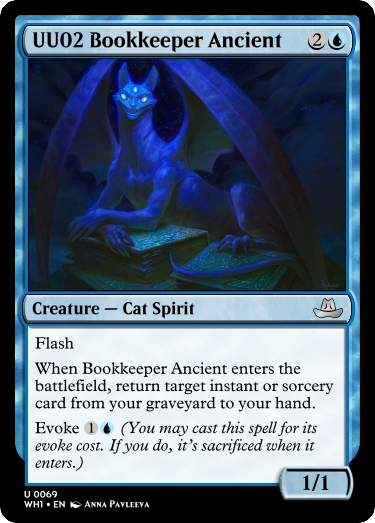 UU02 Bookkeeper Ancient 2
Creature — Cat Spirit
Flash
When Bookkeeper Ancient enters the
battlefield, return target instant or sorcery
card from your graveyard to your hand.
Evoke 1 (You may cast this spell for its
evoke cost. If you do, it's sacrificed when it
enters.)
1/1
U 0069
WH1 • EN Anna Pavleeva